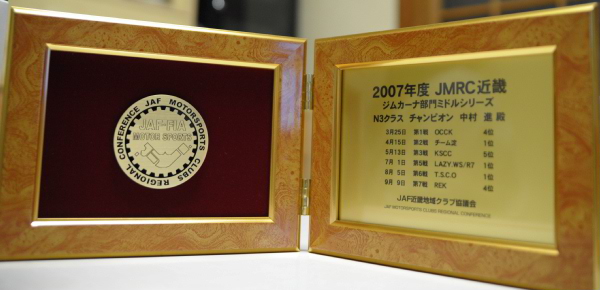 CONFERENCE JAF MOTORSPORTS CLUBS REGIONAL
JAF-FIA
MOTOR SPORTS
2007年度 JMRC近畿
ジムカーナ部門ミドルシリーズ
N3クラス チャンピオン 中村 進 殿
3月25日 第1戦 OCCK 4位
4月15日 第2戦 チーム淀 1位
5月13日 第3戦 KSCC 5位
7月 1日 第5戦 LAZY.WS/R7 1位
8月 5日 第6戦 T.S.C.O 1位
9月 9日 第7戦 REK 4位
JAF近畿地域クラブ協議会
JAF MOTORSPORTS CLUBS REGIONAL CONFERENCE